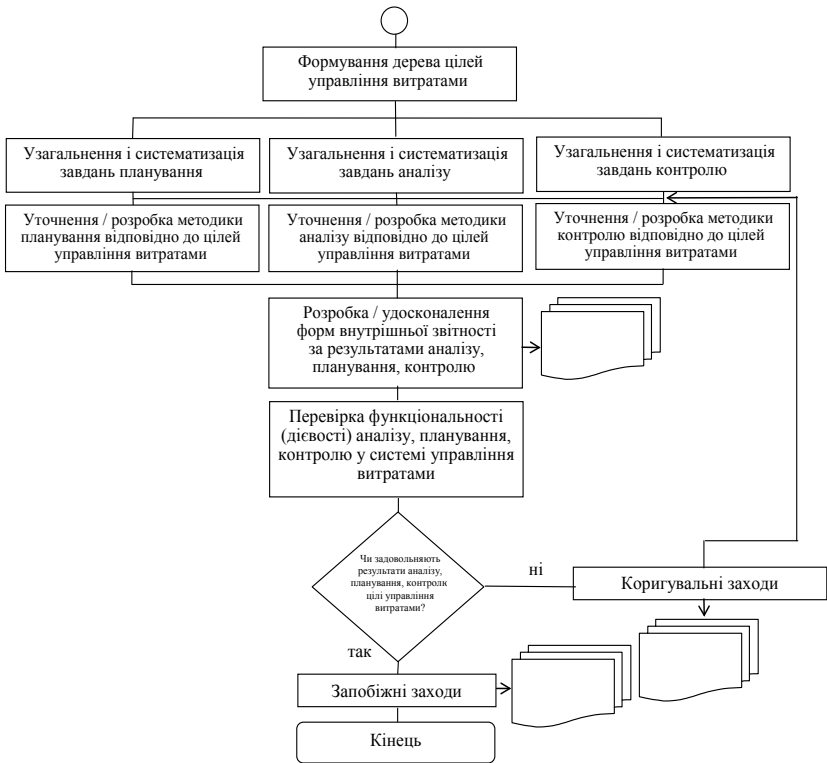 Формування дерева цілей
управління витратами
Узагальнення і систематізація
завдань планування
Узагальнення і систематізація
завдань аналізу
Узагальнення і систематізація
завдань контролю
Уточнення / розробка методики
планування відповідно до цілей
управління витратами
Уточнення / розробка методики
аналізу відповідно до цілей
управління витратами
Уточнення / розробка методики
контролю відповідно до цілей
управління витратами
Розробка / удосконалення
форм внутрішньої звітності
за результатами аналізу,
планування, контролю
Перевірка функціональності
(дієвості) аналізу, планування,
контролю у системі управління
витратами
Чи задовольняють
результати аналізу,
планування, контролк
цілі управління
витратами?
ні
Коригувальні заходи
так
Запобіжні заходи
Кінець